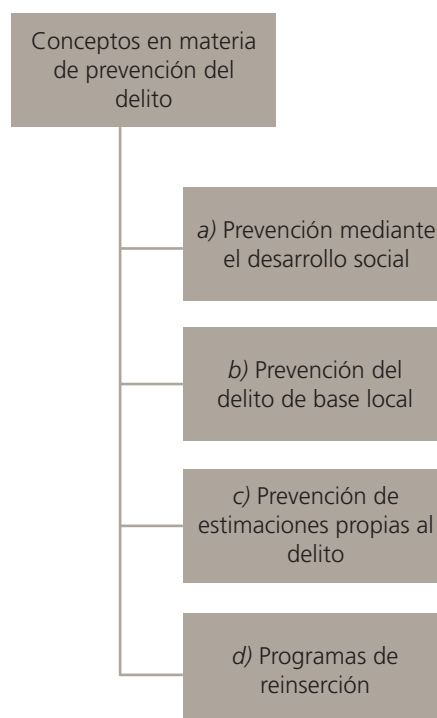 Conceptos en materia
de prevención del
delito
a) Prevención mediante
el desarrollo social
b) Prevención del
delito de base local
c) Prevención de
estimaciones propias al
delito
d) Programas de
reinserción